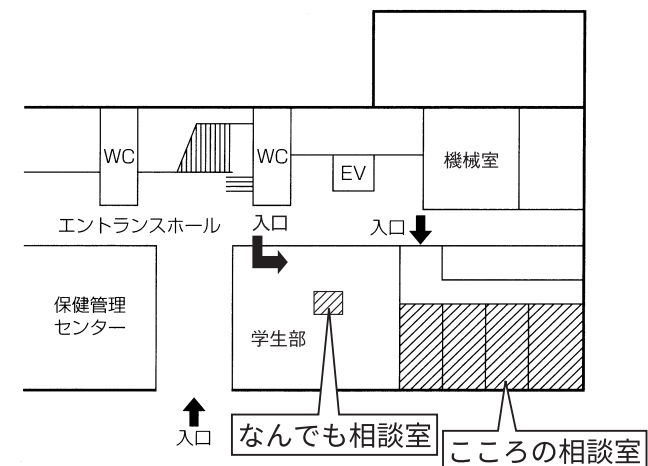 WC
WC
EV
機械室
エントランスホール
入口
入口
保健管理
センター
学生部
入口
なんでも相談室
こころの相談室